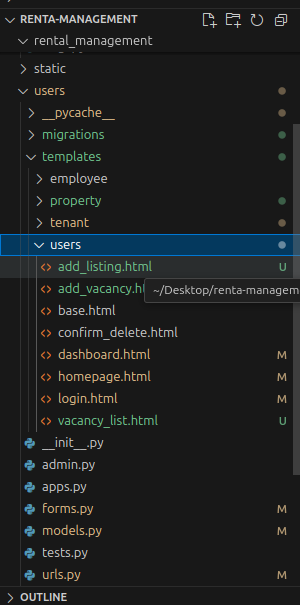 RENTA-MANAGEMENT
rental_management
static
users
__pycache__
migrations
templates
employee
property
tenant
users
add_listing.html U
add_vacancy.h
~/Desktop/renta-managem
base.html
confirm_delete.html
dashboard.html M
homepage.html M
login.html M
vacancy_list.html U
__init__.py
admin.py
apps.py
forms.py M
models.py M
tests.py
urls.py M
OUTLINE